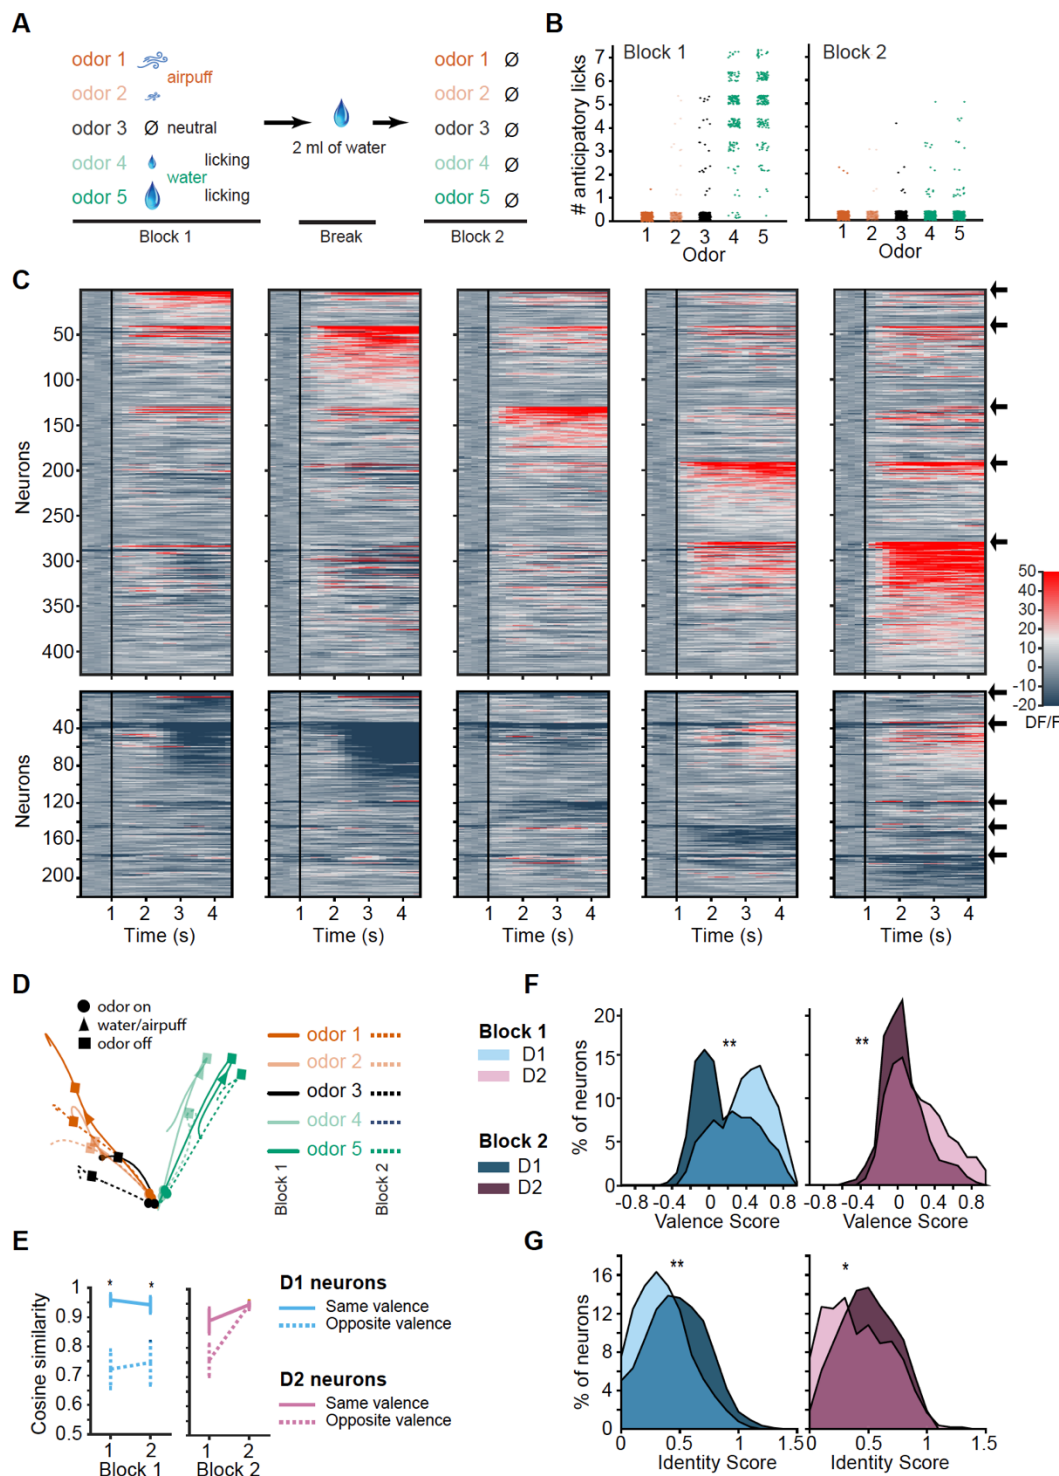 A
odor 1
airpuff
odor 2
odor 3 Ø neutral
odor 4 licking
water
odor 5 licking
Block 1
2 ml of water
Break
odor 1 Ø
odor 2 Ø
odor 3 Ø
odor 4 Ø
odor 5 Ø
Block 2
B
# anticipatory licks
7
6
5
4
3
2
1
0
Block 1
Block 2
1 2 3 4 5
1 2 3 4 5
Odor
Odor
C
Neurons
50
100
150
200
250
300
350
400
Neurons
40
80
120
160
200
1 2 3 4
1 2 3 4
1 2 3 4
1 2 3 4
1 2 3 4
Time (s)
Time (s)
Time (s)
Time (s)
Time (s)
50
40
30
20
10
0
-10
-20
DF/F
D
odor on
water/airpuff
odor off
odor 1
odor 2
odor 3
odor 4
odor 5
Block 1
Block 2
E
Cosine similarity
1
0.9
0.8
0.7
0.6
0.5
* *
1 2
1 2
Block 1
Block 2
D1 neurons
Same valence
Opposite valence
D2 neurons
Same valence
Opposite valence
F
Block 1
D1
D2
Block 2
D1
D2
% of neurons
20
15
10
5
0
**
**
-0.8 -0.4 0 0.4 0.8
-0.8 -0.4 0 0.4 0.8
Valence Score
Valence Score
G
% of neurons
16
12
8
4
0
**
*
0 0.5 1 1.5
0 0.5 1 1.5
Identity Score
Identity Score